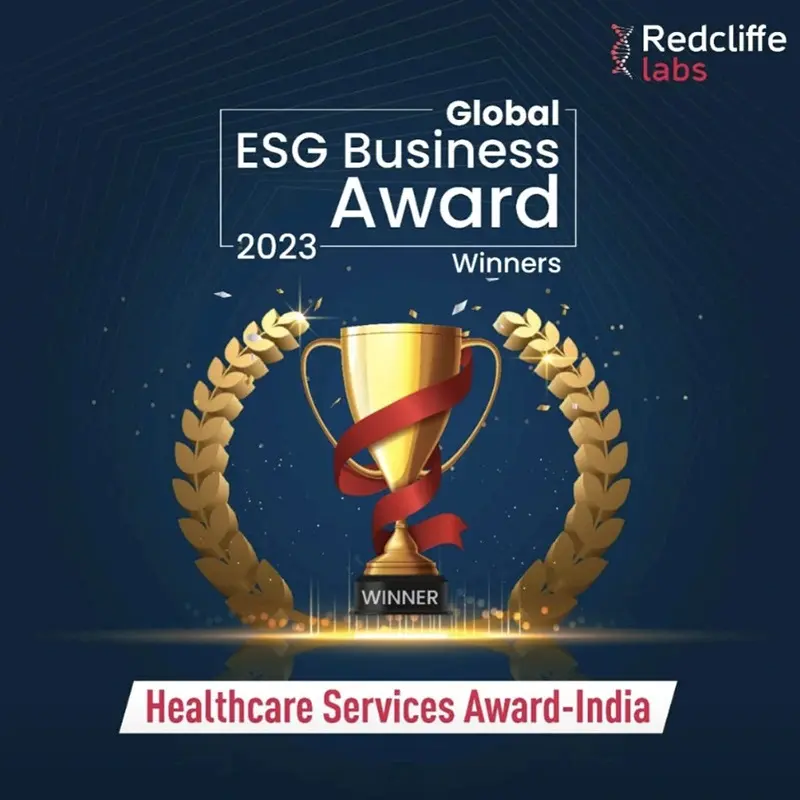 Redcliffe
labs
Global
ESG Business
Award
2023
Winners
WINNER
Healthcare Services Award-India